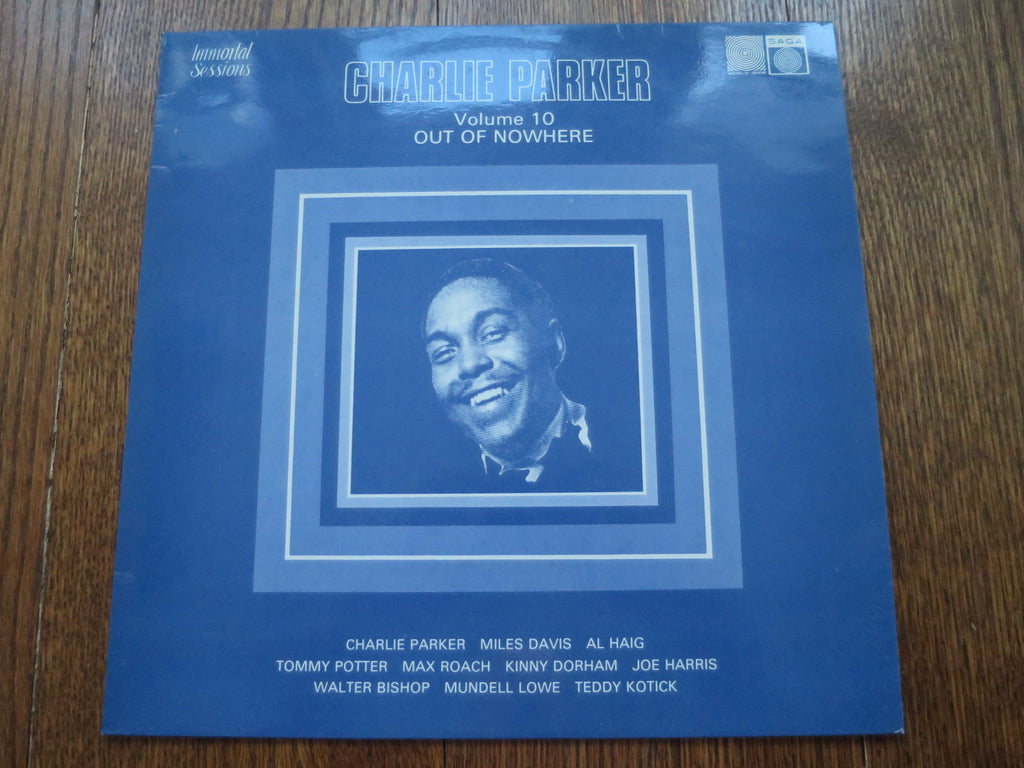 Immortal
Sessions
SAGA
CHARLIE PARKER
Volume 10
OUT OF NOWHERE
CHARLIE PARKER MILES DAVIS AL HAIG
TOMMY POTTER MAX ROACH KINNY DORHAM JOE HARRIS
WALTER BISHOP MUNDELL LOWE TEDDY KOTICK